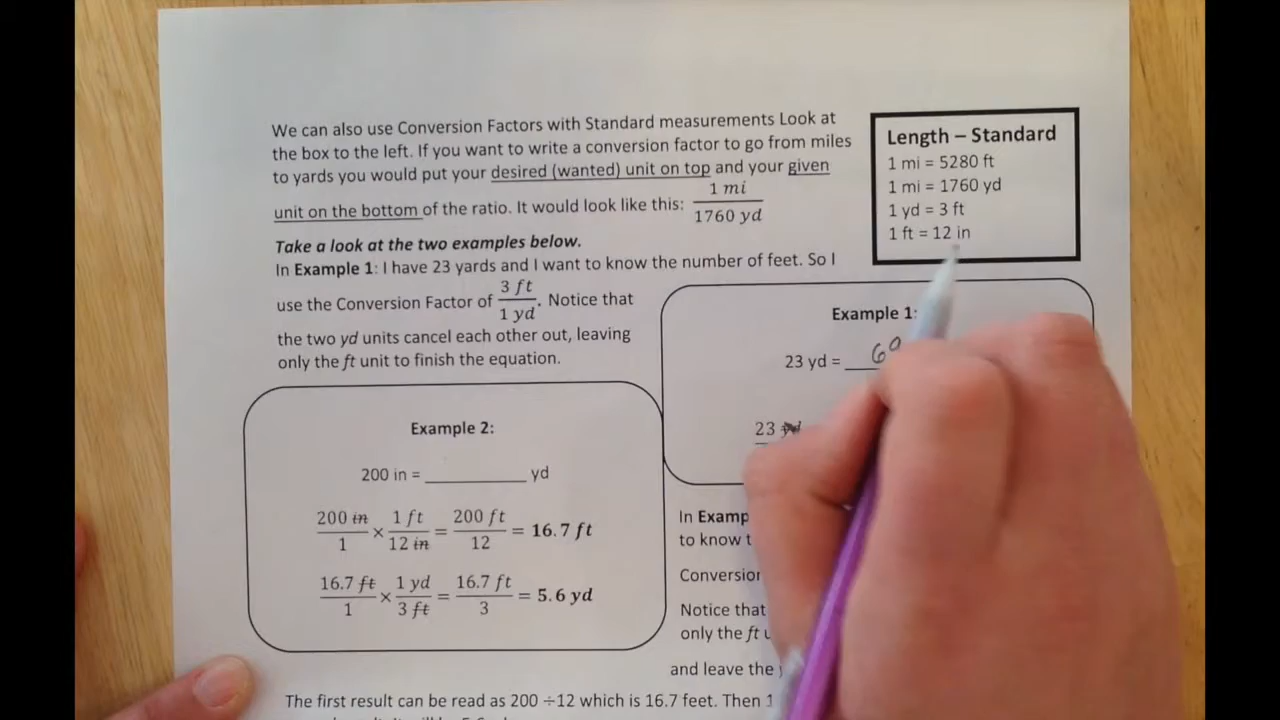 We can also use Conversion Factors with Standard measurements Look at
the box to the left. If you want to write a conversion factor to go from miles
to yards you would put your desired (wanted) unit on top and your given
unit on the bottom of the ratio. It would look like this: 1 mi / 1760 yd
Take a look at the two examples below.
In Example 1: I have 23 yards and I want to know the number of feet. So I
use the Conversion Factor of 3 ft / 1 yd. Notice that
the two yd units cancel each other out, leaving
only the ft unit to finish the equation.
Length – Standard
1 mi = 5280 ft
1 mi = 1760 yd
1 yd = 3 ft
1 ft = 12 in
Example 1:
23 yd = 69
23 yd
Example 2:
200 in = __________ yd
200 in / 1 × 1 ft / 12 in = 200 ft / 12 = 16.7 ft
16.7 ft / 1 × 1 yd / 3 ft = 16.7 ft / 3 = 5.6 yd
In
to know
Notice that
only the ft
and leave the
The first result can be read as 200 ÷12 which is 16.7 feet. Then